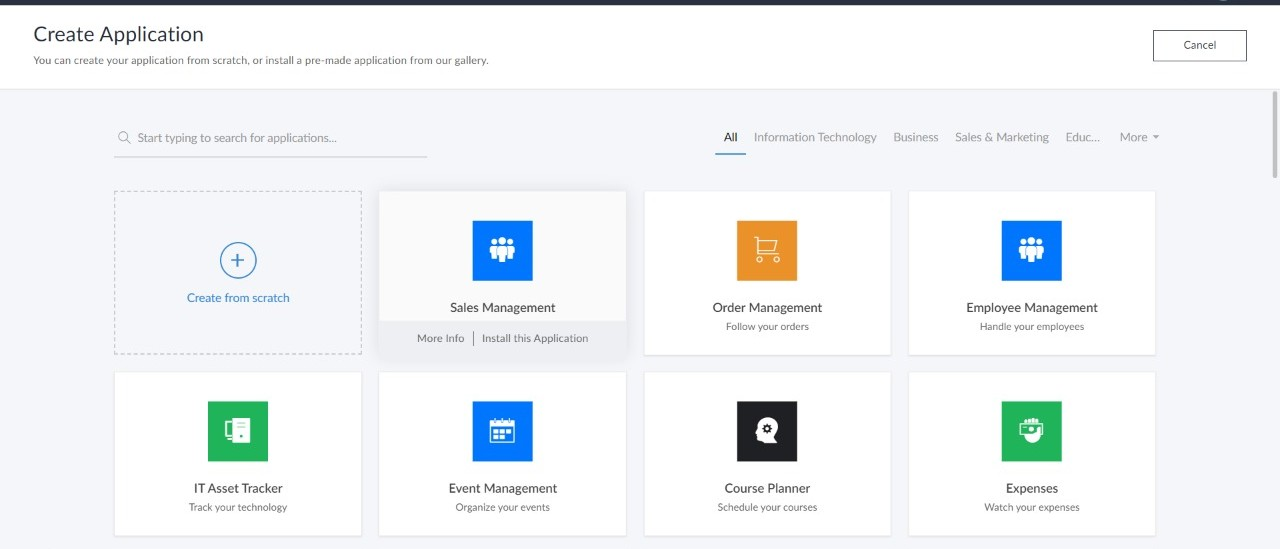 Create Application
You can create your application from scratch, or install a pre-made application from our gallery.
Cancel
Start typing to search for applications...
All Information Technology Business Sales & Marketing Educ... More
Create from scratch
Sales Management
More Info Install this Application
Order Management
Follow your orders
Employee Management
Handle your employees
IT Asset Tracker
Track your technology
Event Management
Organize your events
Course Planner
Schedule your courses
Expenses
Watch your expenses